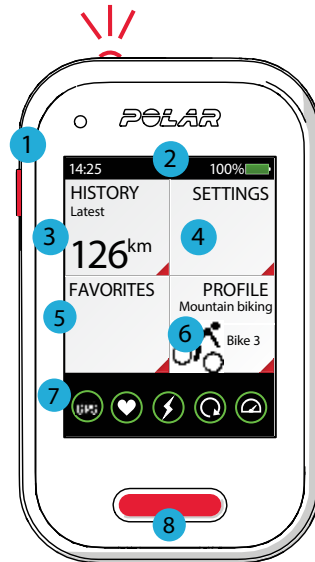 1
POLAR
2
14:25 100%
HISTORY SETTINGS
Latest
3 126km 4
FAVORITES PROFILE
Mountain biking
5 6 Bike 3
7 GPS
8